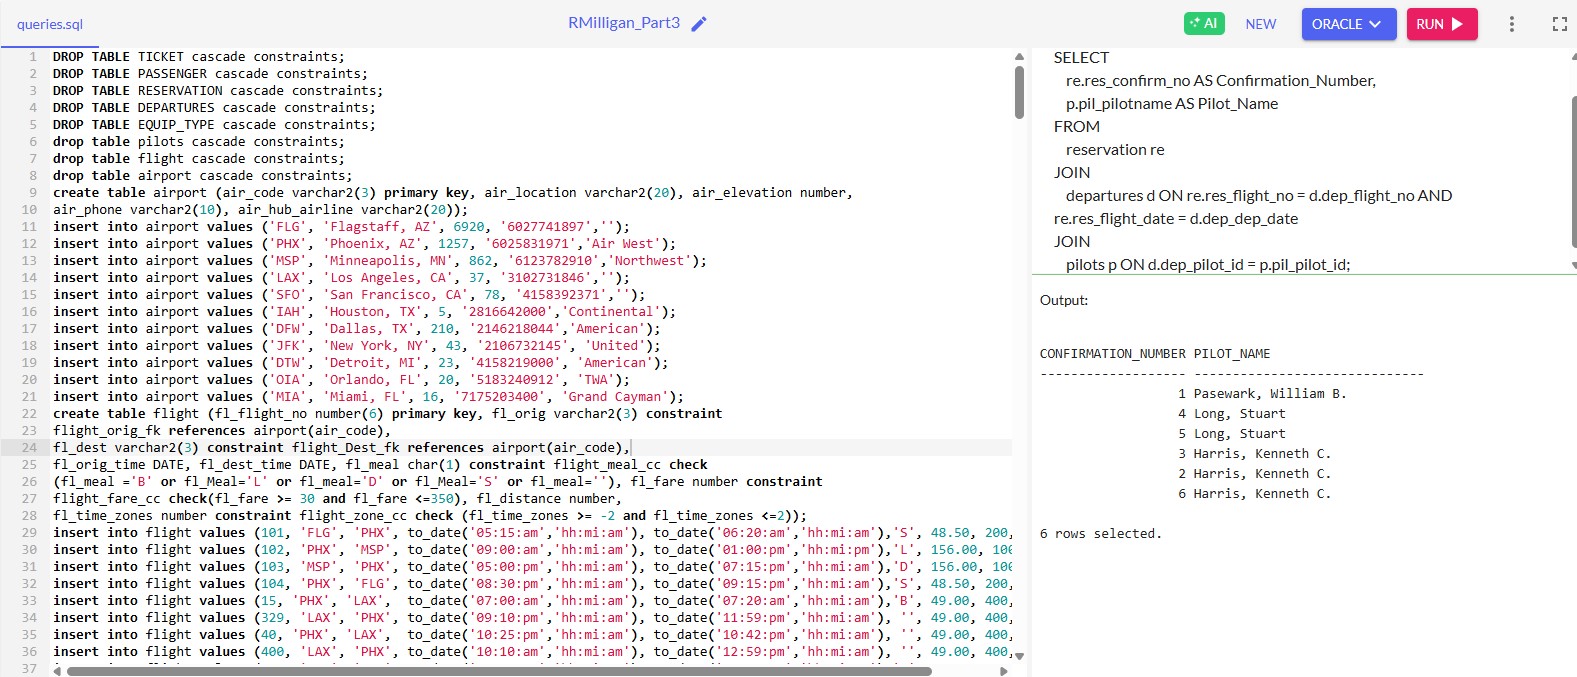 queries.sql
RMilligan_Part3
AI
NEW
ORACLE
RUN
1 DROP TABLE TICKET cascade constraints;
2 DROP TABLE PASSENGER cascade constraints;
3 DROP TABLE RESERVATION cascade constraints;
4 DROP TABLE DEPARTURES cascade constraints;
5 DROP TABLE EQUIP_TYPE cascade constraints;
6 drop table pilots cascade constraints;
7 drop table flight cascade constraints;
8 drop table airport cascade constraints;
9 create table airport (air_code varchar2(3) primary key, air_location varchar2(20), air_elevation number,
10 air_phone varchar2(10), air_hub_airline varchar2(20));
11 insert into airport values ('FLG', 'Flagstaff, AZ', 6920, '6027741897','');
12 insert into airport values ('PHX', 'Phoenix, AZ', 1257, '6025831971','Air West');
13 insert into airport values ('MSP', 'Minneapolis, MN', 862, '6123782910','Northwest');
14 insert into airport values ('LAX', 'Los Angeles, CA', 37, '3102731846','');
15 insert into airport values ('SFO', 'San Francisco, CA', 78, '4158392371','');
16 insert into airport values ('IAH', 'Houston, TX', 5, '2816642000','Continental');
17 insert into airport values ('DFW', 'Dallas, TX', 210, '2146218044','American');
18 insert into airport values ('JFK', 'New York, NY', 43, '2106732145', 'United');
19 insert into airport values ('DTW', 'Detroit, MI', 23, '4158219000', 'American');
20 insert into airport values ('OIA', 'Orlando, FL', 20, '5183240912', 'TWA');
21 insert into airport values ('MIA', 'Miami, FL', 16, '7175203400', 'Grand Cayman');
22 create table flight (fl_flight_no number(6) primary key, fl_orig varchar2(3) constraint
23 flight_orig_fk references airport(air_code),
24 fl_dest varchar2(3) constraint flight_Dest_fk references airport(air_code),
25 fl_orig_time DATE, fl_dest_time DATE, fl_meal char(1) constraint flight_meal_cc check
26 (fl_meal ='B' or fl_Meal='L' or fl_meal='D' or fl_Meal='S' or fl_meal=''), fl_fare number constraint
27 flight_fare_cc check(fl_fare >= 30 and fl_fare <=350), fl_distance number,
28 fl_time_zones number constraint flight_zone_cc check (fl_time_zones >= -2 and fl_time_zones <=2));
29 insert into flight values (101, 'FLG', 'PHX', to_date('05:15:am','hh:mi:am'), to_date('06:20:am','hh:mi:am'),'S', 48.50, 200,
30 insert into flight values (102, 'PHX', 'MSP', to_date('09:00:am','hh:mi:am'), to_date('01:00:pm','hh:mi:pm'),'L', 156.00, 100
31 insert into flight values (103, 'MSP', 'PHX', to_date('05:00:pm','hh:mi:am'), to_date('07:15:pm','hh:mi:am'),'D', 156.00, 100
32 insert into flight values (104, 'PHX', 'FLG', to_date('08:30:pm','hh:mi:am'), to_date('09:15:pm','hh:mi:am'),'S', 48.50, 200,
33 insert into flight values (15, 'PHX', 'LAX', to_date('07:00:am','hh:mi:am'), to_date('07:20:am','hh:mi:am'),'B', 49.00, 400,
34 insert into flight values (329, 'LAX', 'PHX', to_date('09:10:pm','hh:mi:am'), to_date('11:59:pm','hh:mi:am'), '', 49.00, 400,
35 insert into flight values (40, 'PHX', 'LAX', to_date('10:25:pm','hh:mi:am'), to_date('10:42:pm','hh:mi:am'), '', 49.00, 400,
36 insert into flight values (400, 'LAX', 'PHX', to_date('10:10:am','hh:mi:am'), to_date('12:59:pm','hh:mi:am'), '', 49.00, 400,
37
SELECT
re.res_confirm_no AS Confirmation_Number,
p.pil_pilotname AS Pilot_Name
FROM
reservation re
JOIN
departures d ON re.res_flight_no = d.dep_flight_no AND
re.res_flight_date = d.dep_dep_date
JOIN
pilots p ON d.dep_pilot_id = p.pil_pilot_id;
Output:
CONFIRMATION_NUMBER PILOT_NAME
------------------- ------------------------------
1 Pasewark, William B.
4 Long, Stuart
5 Long, Stuart
3 Harris, Kenneth C.
2 Harris, Kenneth C.
6 Harris, Kenneth C.
6 rows selected.